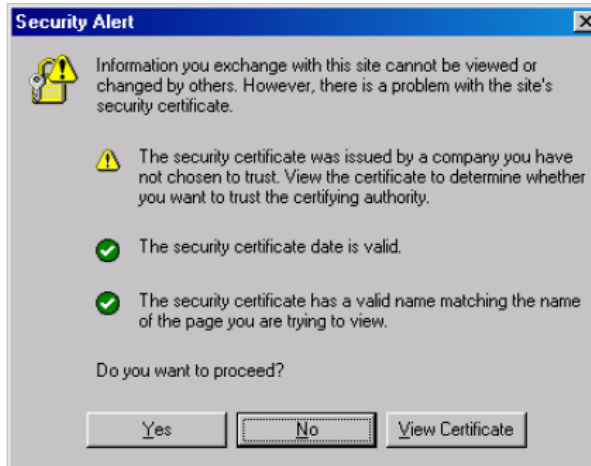 Security Alert
Information you exchange with this site cannot be viewed or
changed by others. However, there is a problem with the site's
security certificate.
The security certificate was issued by a company you have
not chosen to trust. View the certificate to determine whether
you want to trust the certifying authority.
The security certificate date is valid.
The security certificate has a valid name matching the name
of the page you are trying to view.
Do you want to proceed?
Yes
No
View Certificate